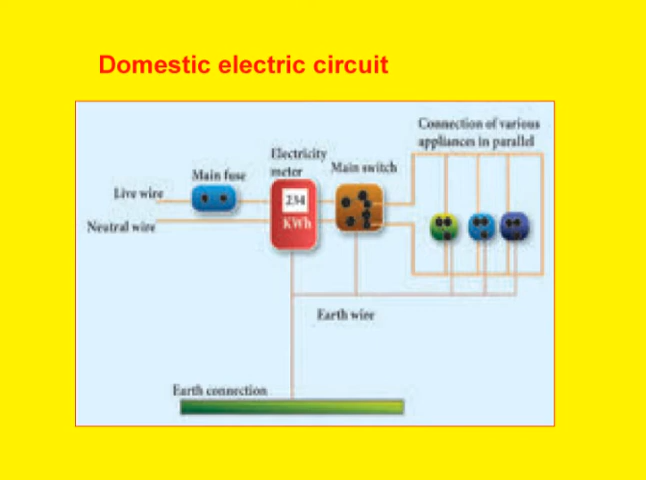 Domestic electric circuit
Connection of various
appliances in parallel
Electricity
meter
Main switch
Main fuse
Live wire
234
KWh
Neutral wire
Earth wire
Earth connection